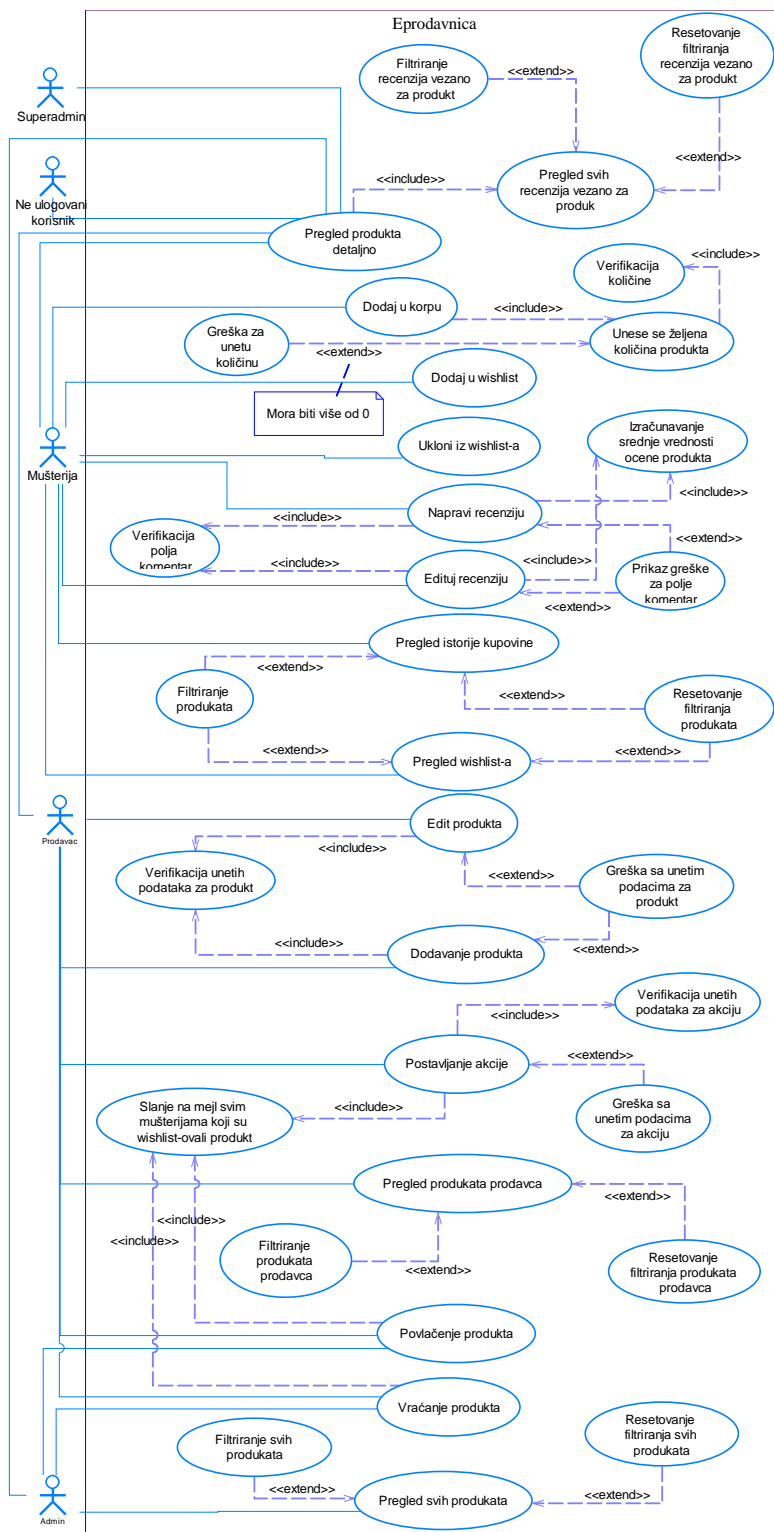 Eprodavnica
Filtriranje
recenzija vezano
za produkt
<<extend>>
Resetovanje
filtriranja
recenzija vezano
za produkt
Superadmin
<<extend>>
Pregled svih
recenzija vezano za
produk
<<include>>
Ne ulogovani
korisnik
Pregled produkta
detaljno
<<include>>
Verifikacija
količine
Dodaj u korpu
<<include>>
Greška za
unetu
količinu
<<extend>>
Unese se željena
količina produkta
Dodaj u wishlist
Mora biti više od 0
Izračunavanje
srednje vrednosti
ocene produkta
Ukloni iz wishlist-a
Mušterija
<<include>>
Napravi recenziju
<<include>>
Verifikacija
polja
komentar
<<extend>>
<<include>>
<<include>>
Edituj recenziju
Prikaz greške
za polje
komentar
<<extend>>
Pregled istorije kupovine
<<extend>>
Filtriranje
produkata
<<extend>>
Resetovanje
filtriranja
produkata
<<extend>>
Pregled wishlist-a
<<extend>>
Prodavac
Edit produkta
<<include>>
Verifikacija unetih
podataka za produkt
<<extend>>
Greška sa unetim
podacima za
produkt
<<include>>
Dodavanje produkta
<<extend>>
Verifikacija unetih
podataka za akciju
<<include>>
Postavljanje akcije
<<extend>>
Slanje na mejl svim
mušterijama koji su
wishlist-ovali produkt
<<include>>
Greška sa
unetim podacima
za akciju
Pregled produkata prodavca
<<extend>>
<<include>>
<<include>>
Filtriranje
produkata
prodavca
<<extend>>
Resetovanje
filtriranja produkata
prodavca
Povlačenje produkta
Vraćanje produkta
Filtriranje svih
produkata
Resetovanje
filtriranja svih
produkata
<<extend>>
Pregled svih produkata
<<extend>>
Admin